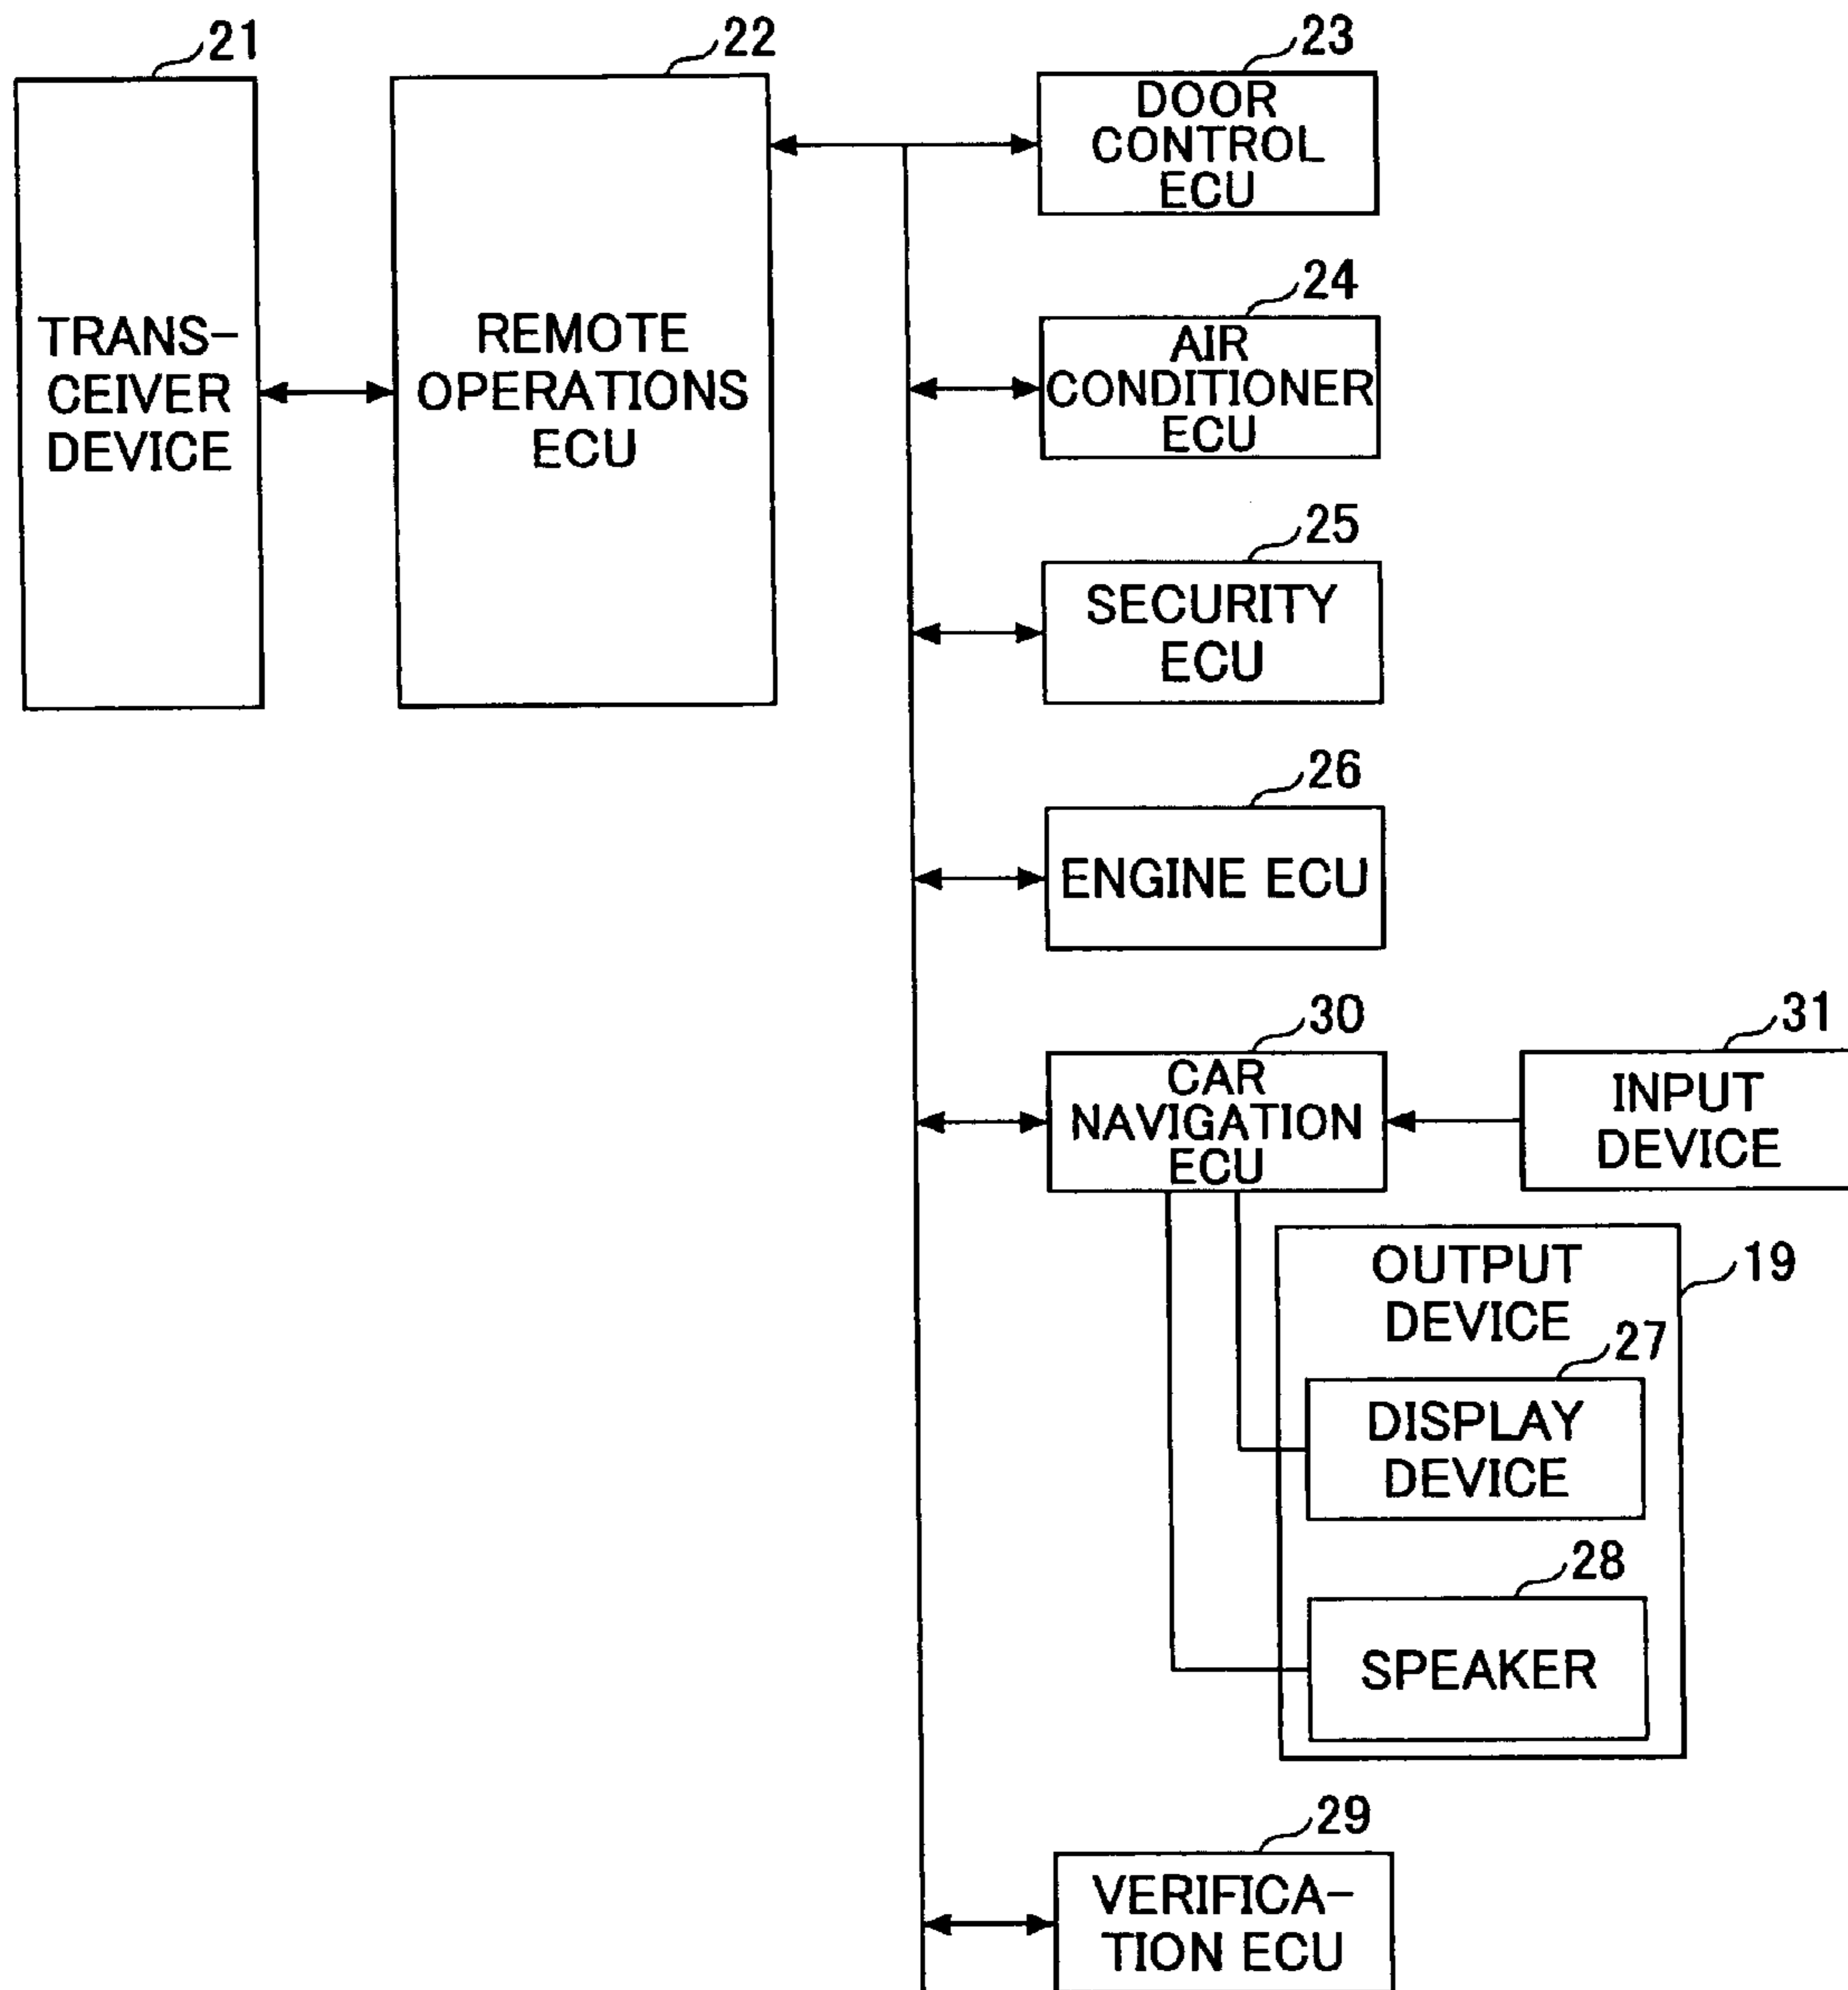 21
TRANS-
CEIVER
DEVICE
22
REMOTE
OPERATIONS
ECU
23
DOOR
CONTROL
ECU
24
AIR
CONDITIONER
ECU
25
SECURITY
ECU
26
ENGINE ECU
30
CAR
NAVIGATION
ECU
31
INPUT
DEVICE
19
OUTPUT
DEVICE
27
DISPLAY
DEVICE
28
SPEAKER
29
VERIFICA-
TION ECU